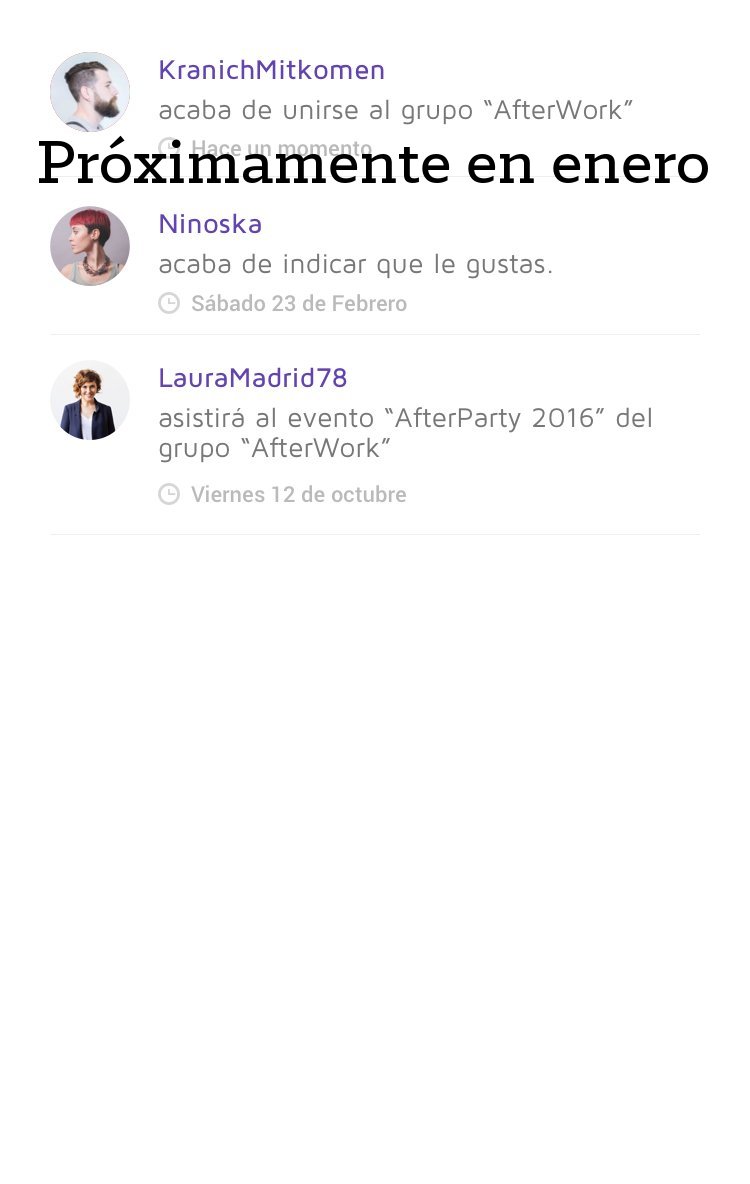 KranichMitkomen
acaba de unirse al grupo “AfterWork”
Hace un momento
Próximamente en enero
Ninoska
acaba de indicar que le gustas.
Sábado 23 de Febrero
LauraMadrid78
asistirá al evento “AfterParty 2016” del
grupo “AfterWork”
Viernes 12 de octubre